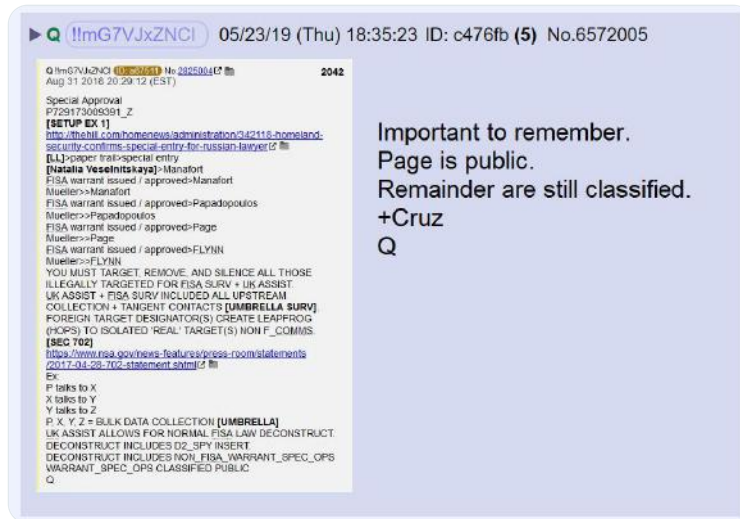 ▶ Q !!mG7VJxZNCI 05/23/19 (Thu) 18:35:23 ID: c476fb (5) No.6572005
Q !!mG7VJxZNCI No.2825004 2042
Aug 31 2018 20:29:12 (EST)
Special Approval
P729173009391_Z
[SETUP EX 1]
http://thehill.com/homenews/administration/342118-homeland-
security-confirms-special-entry-for-russian-lawyer
[LL]>paper trail>special entry
[Natalia Veselnitskaya]>Manafort
FISA warrant issued / approved>Manafort
Mueller>>Manafort
FISA warrant issued / approved>Papadopoulos
Mueller>>Papadopoulos
FISA warrant issued / approved>Page
Mueller>>Page
FISA warrant issued / approved>FLYNN
Mueller>>FLYNN
YOU MUST TARGET, REMOVE, AND SILENCE ALL THOSE
ILLEGALLY TARGETED FOR FISA SURV + UK ASSIST.
UK ASSIST + FISA SURV INCLUDED ALL UPSTREAM
COLLECTION + TANGENT CONTACTS [UMBRELLA SURV].
FOREIGN TARGET DESIGNATOR(S) CREATE LEAPFROG
(HOPS) TO ISOLATED 'REAL' TARGET(S) NON F_COMMS.
[SEC 702]
https://www.nsa.gov/news-features/press-room/statements
/2017-04-28-702-statement.shtml
Ex:
P talks to X
X talks to Y
Y talks to Z
P, X, Y, Z = BULK DATA COLLECTION [UMBRELLA]
UK ASSIST ALLOWS FOR NORMAL FISA LAW DECONSTRUCT.
DECONSTRUCT INCLUDES D2_SPY INSERT.
DECONSTRUCT INCLUDES NON_FISA_WARRANT_SPEC_OPS
WARRANT_SPEC_OPS CLASSIFIED PUBLIC
Q
Important to remember.
Page is public.
Remainder are still classified.
+Cruz
Q